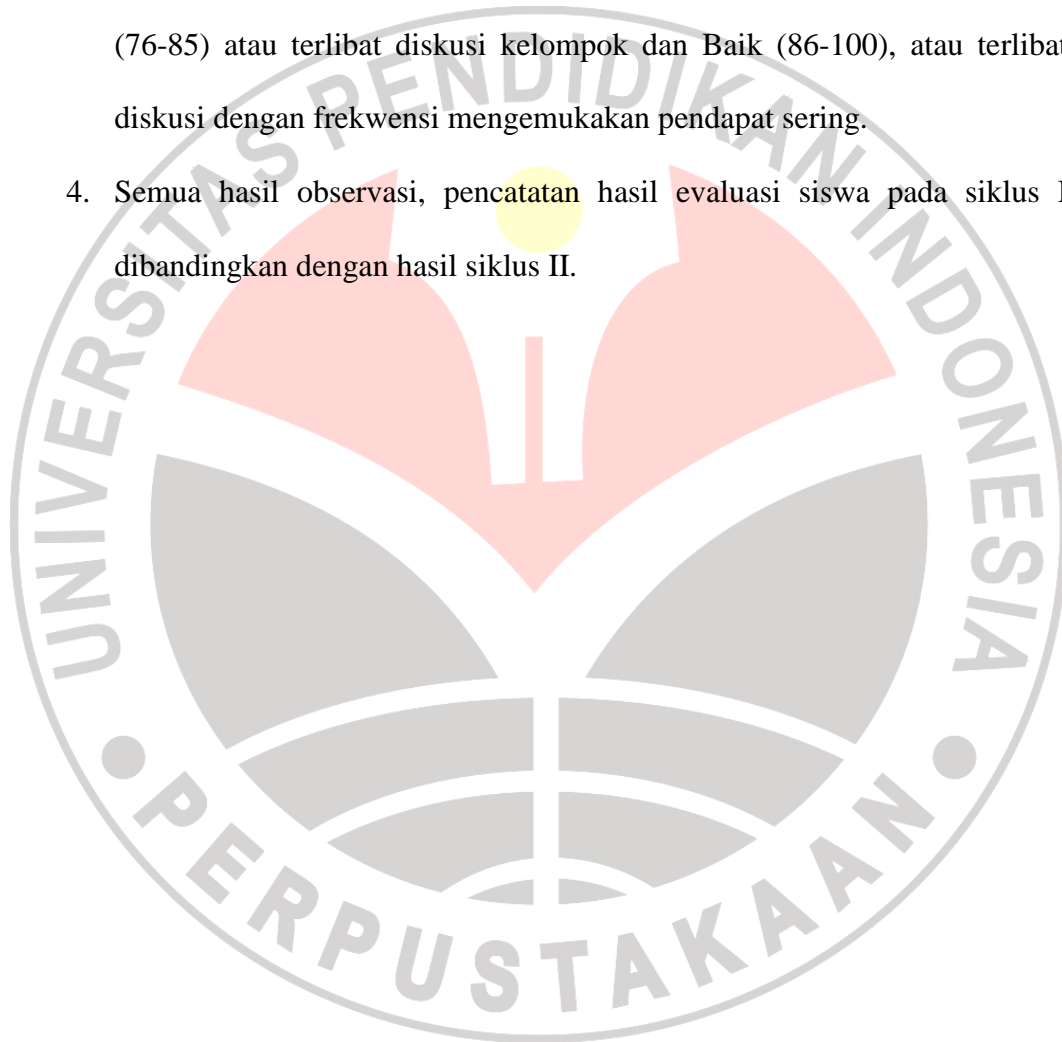 (76-85) atau terlibat diskusi kelompok dan Baik (86-100), atau terlibat
diskusi dengan frekwensi mengemukakan pendapat sering.
4. Semua hasil observasi, pencatatan hasil evaluasi siswa pada siklus I
dibandingkan dengan hasil siklus II.
UNIVERSITAS PENDIDIKAN INDONESIA
PERPUSTAKAAN